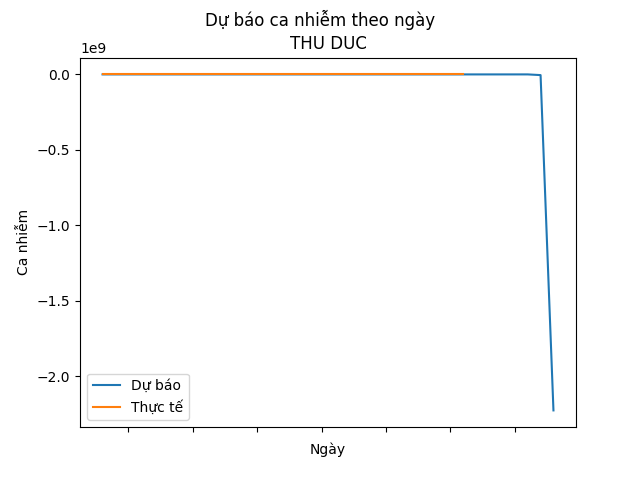 Dự báo ca nhiễm theo ngày
THU DUC
1e9
0.0
−0.5
−1.0
−1.5
−2.0
Ca nhiễm
Dự báo
Thực tế
Ngày